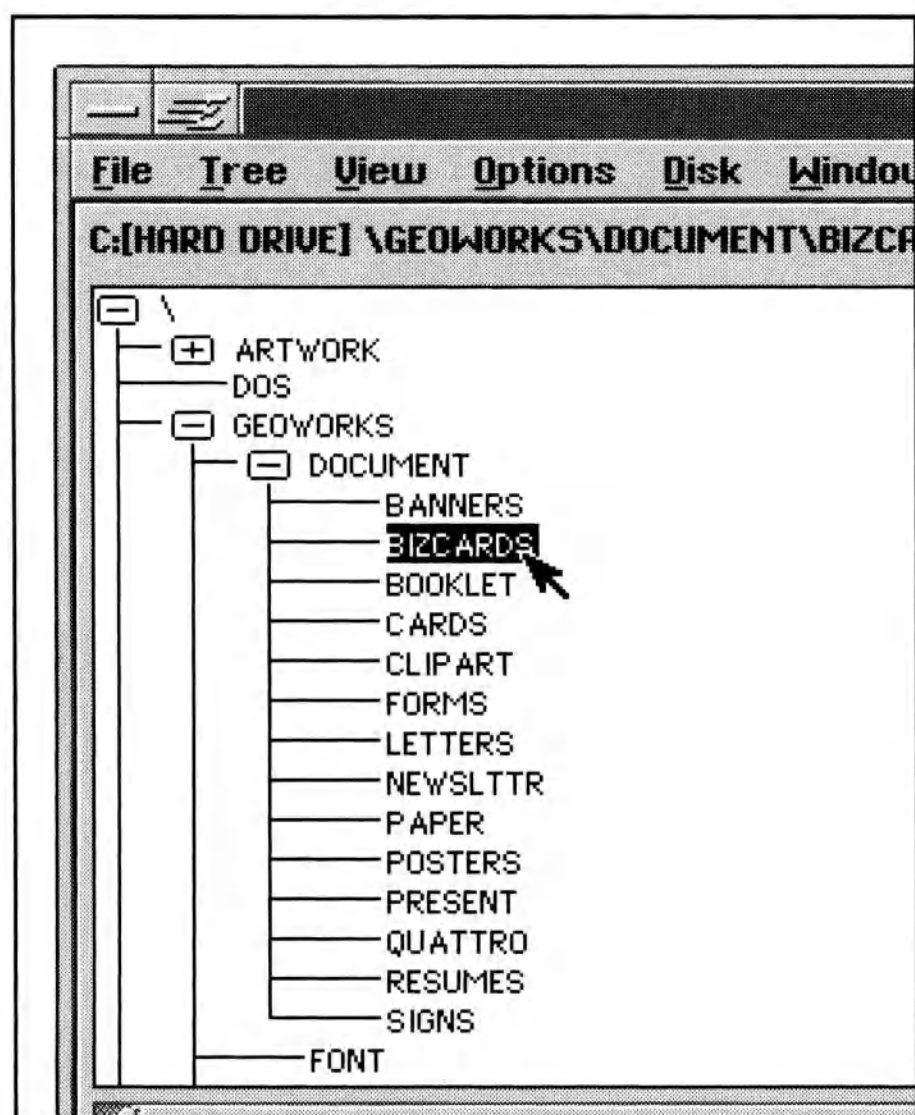 File Tree View Options Disk Windou
C:[HARD DRIVE] \GEOWORKS\DOCUMENT\BIZCA
\
ARTWORK
DOS
GEOWORKS
DOCUMENT
BANNERS
BIZCARDS
BOOKLET
CARDS
CLIPART
FORMS
LETTERS
NEWSLTTR
PAPER
POSTERS
PRESENT
QUATTRO
RESUMES
SIGNS
FONT